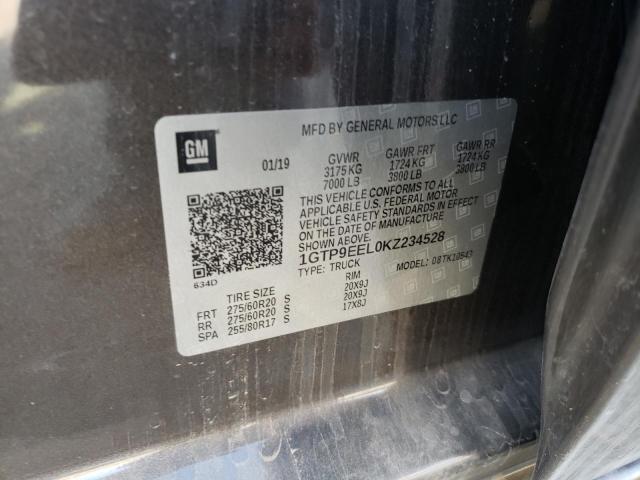 GM
MFD BY GENERAL MOTORS LLC
01/19 GVWR GAWR FRT GAWR RR
3175 KG 1724 KG 1724 KG
7000 LB 3800 LB 3800 LB
THIS VEHICLE CONFORMS TO ALL
APPLICABLE U.S. FEDERAL MOTOR
VEHICLE SAFETY STANDARDS IN EFFECT
ON THE DATE OF MANUFACTURE
1GTP9EEL0KZ234528
TYPE: TRUCK MODEL: 08TK10543
634D
TIRE SIZE RIM
FRT 275/60R20 S 20X9J
RR 275/60R20 S 20X9J
SPA 255/80R17 S 17X8J